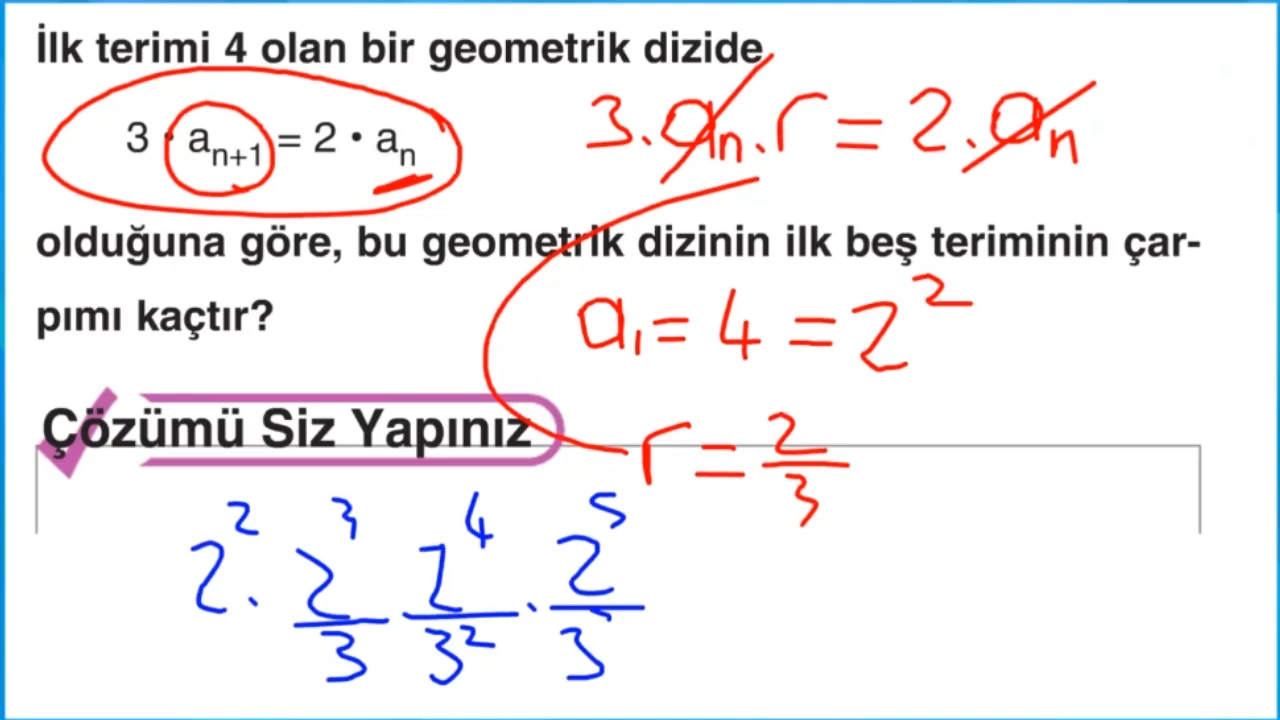 İlk terimi 4 olan bir geometrik dizide
3 · aₙ₊₁ = 2 · aₙ
3 · aₙ · r = 2 · aₙ
olduğuna göre, bu geometrik dizinin ilk beş teriminin çar-
pımı kaçtır?
a₁ = 4 = 2²
Çözümü Siz Yapınız
r = 2/3
2² · 2³/3 2⁴/3² · 2⁵/3